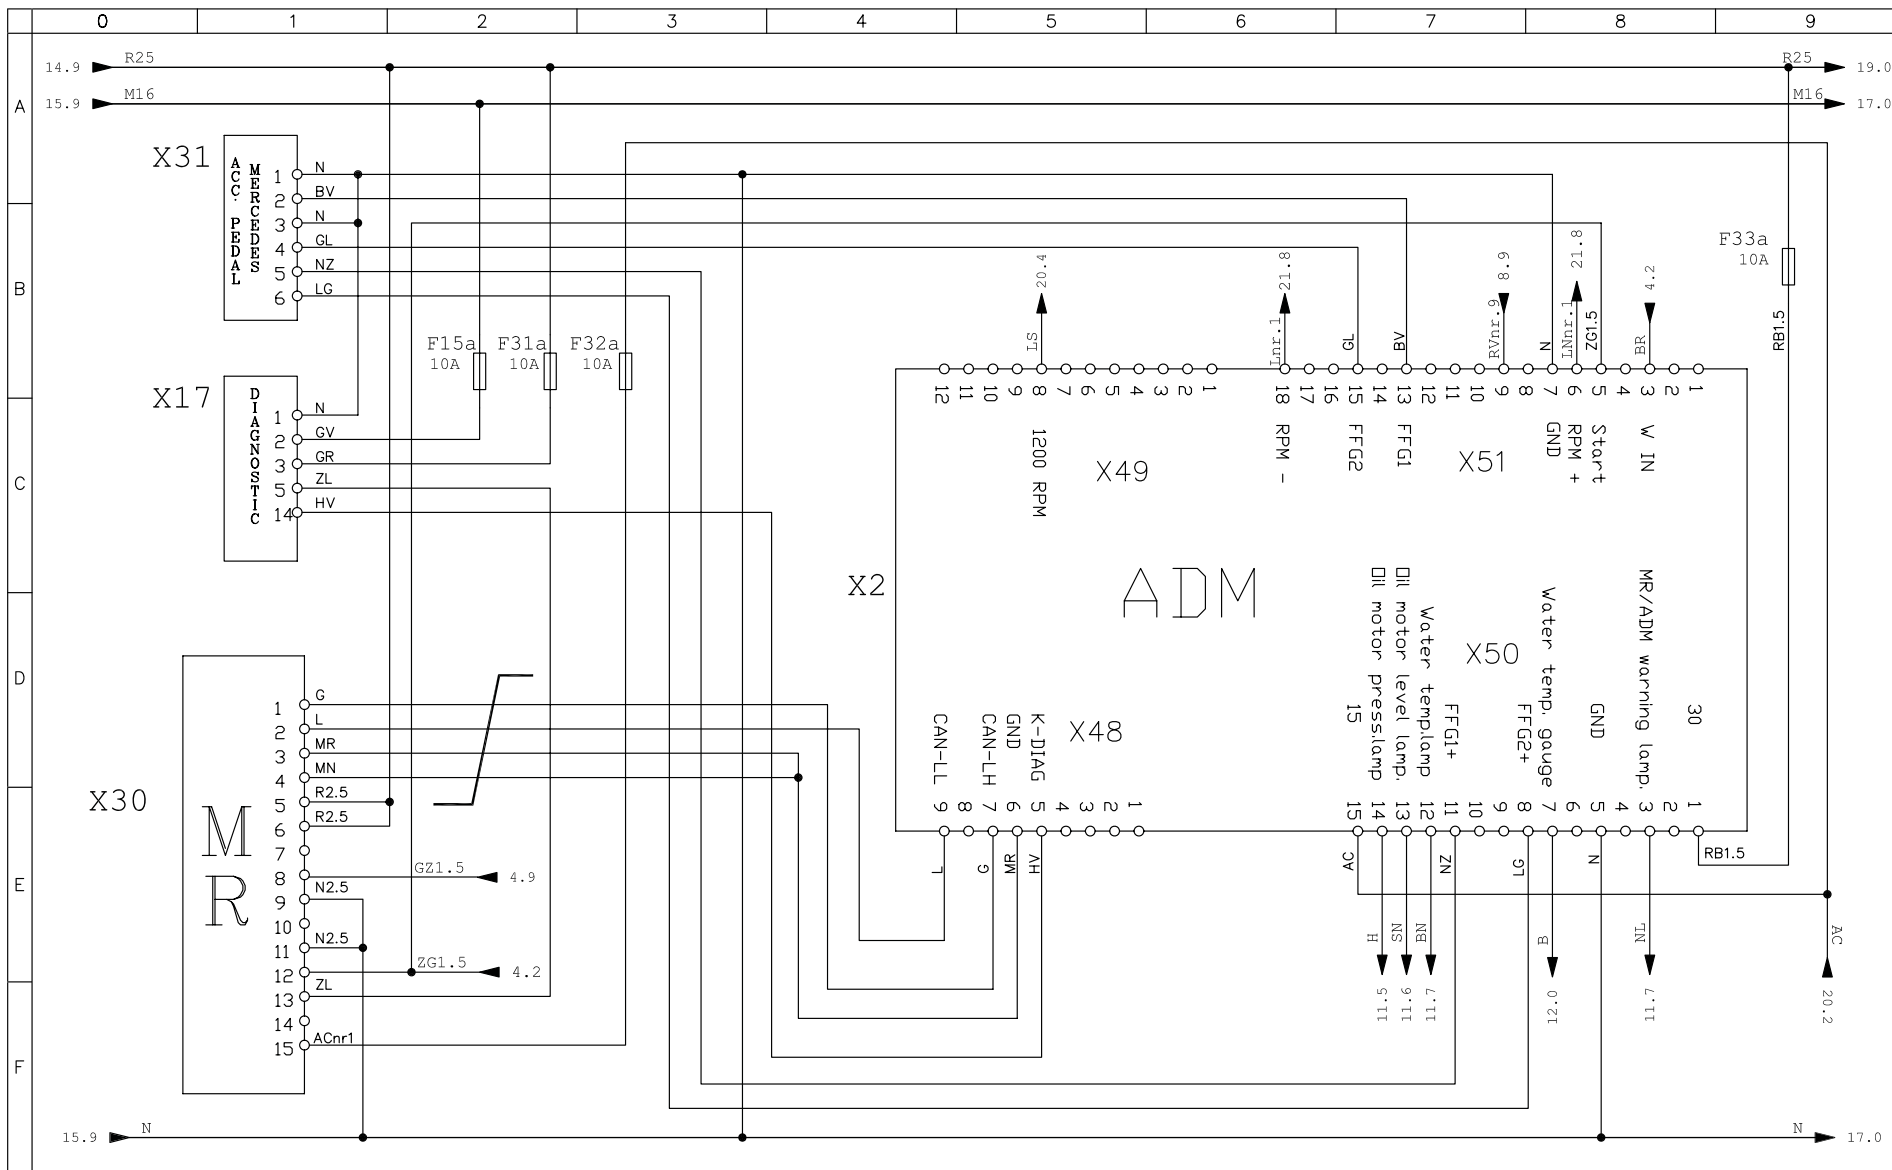 0 1 2 3 4 5 6 7 8 9
A
B
C
D
E
F
14.9 R25 R25 19.0
15.9 M16 M16 17.0
X31
MERCEDES
ACC. PEDAL
1 N
2 BV
3 N
4 GL
5 NZ
6 LG
X17
DIAGNOSTIC
1 N
2 GV
3 GR
5 ZL
14 HV
F15a
10A
F31a
10A
F32a
10A
F33a
10A
RB1.5
X30
MR
1 G
2 L
3 MR
4 MN
5 R2.5
6 R2.5
7
8 GZ1.5 4.9
9 N2.5
10
11 N2.5
12 ZG1.5 4.2
13 ZL
14
15 ACnr1
X2
ADM
20.4
LS
21.8
Lnr.1
GL
BV
8.9
RVnr.9
N
21.8
LNnr.1
ZG1.5
4.2
BR
12 11 10 9 8 7 6 5 4 3 2 1
1200 RPM
X49
18 17 16 15 14 13 12 11 10 9 8 7 6 5 4 3 2 1
RPM -
FFG2
FFG1
X51
GND
RPM +
Start
W IN
CAN-LL
CAN-LH
GND
K-DIAG
X48
9 8 7 6 5 4 3 2 1
L
G
MR
HV
15
Oil motor press.lamp
Oil motor level lamp.
Water temp.lamp
FFG1+
X50
FFG2+
Water temp. gauge
GND
MR/ADM warning lamp.
30
15 14 13 12 11 10 9 8 7 6 5 4 3 2 1
AC
H
11.5
SN
11.6
BN
11.7
NZ
LG
B
12.0
N
NL
11.7
RB1.5
AC
20.2
15.9 N N 17.0